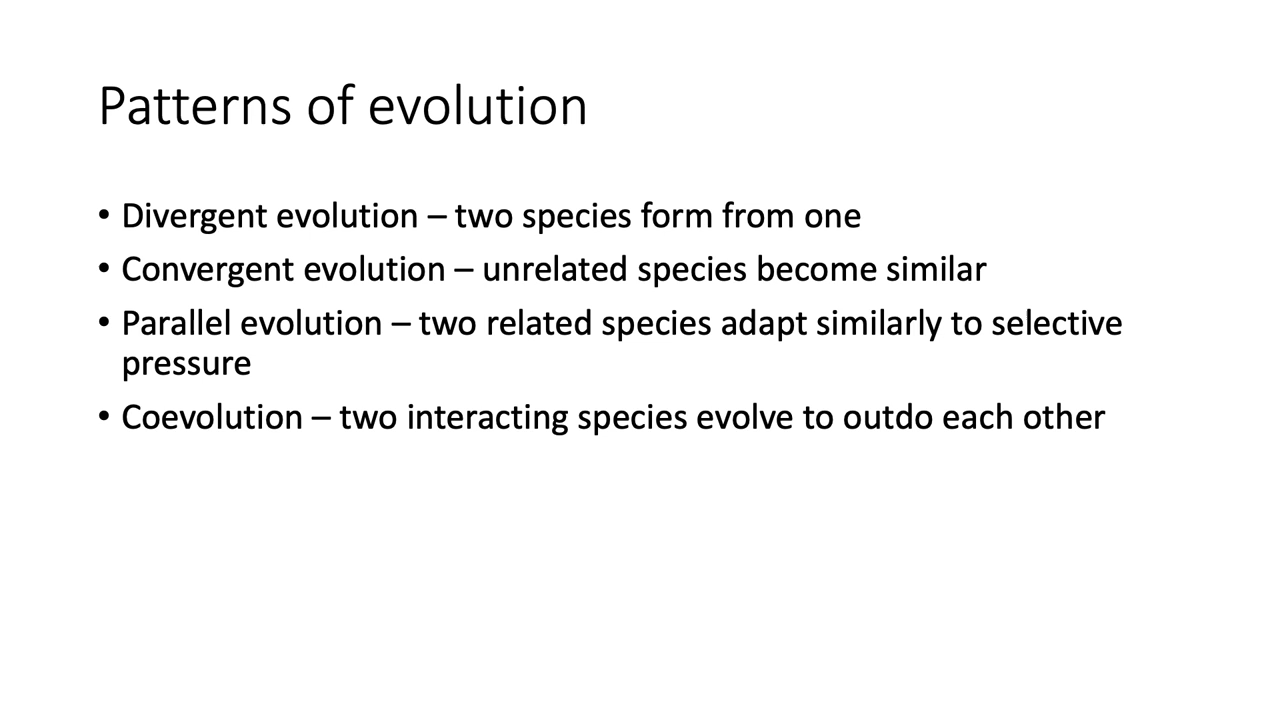 Patterns of evolution
• Divergent evolution – two species form from one
• Convergent evolution – unrelated species become similar
• Parallel evolution – two related species adapt similarly to selective
pressure
• Coevolution – two interacting species evolve to outdo each other